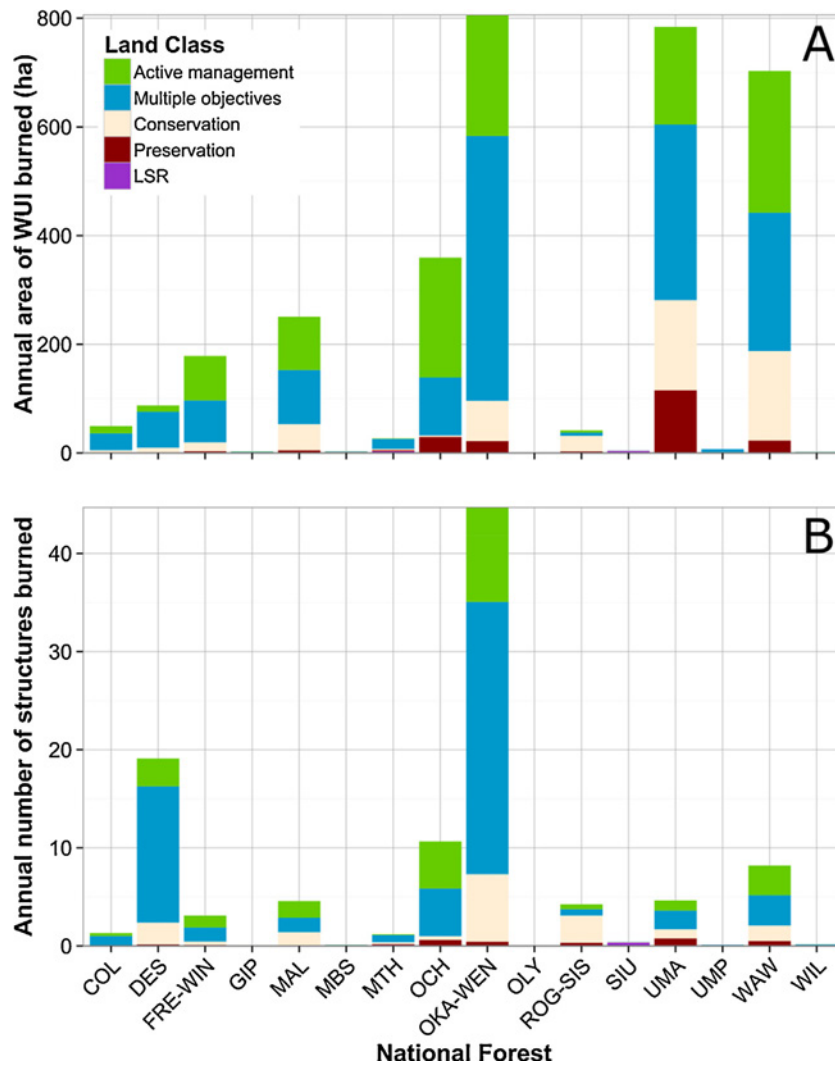 Annual area of WUI burned (ha)
800
600
400
200
0
Land Class
Active management
Multiple objectives
Conservation
Preservation
LSR
A
Annual number of structures burned
40
30
20
10
0
B
COL
DES
FRE-WIN
GIP
MAL
MBS
MTH
OCH
OKA-WEN
OLY
ROG-SIS
SIU
UMA
UMP
WAW
WIL
National Forest